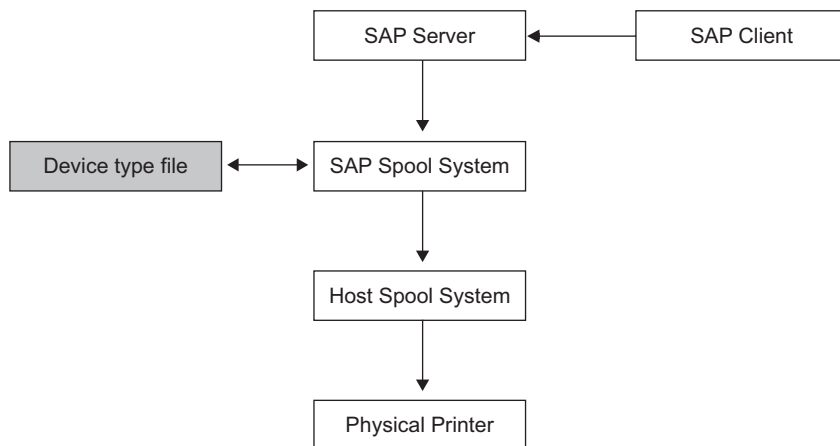 SAP Server
SAP Client
Device type file
SAP Spool System
Host Spool System
Physical Printer